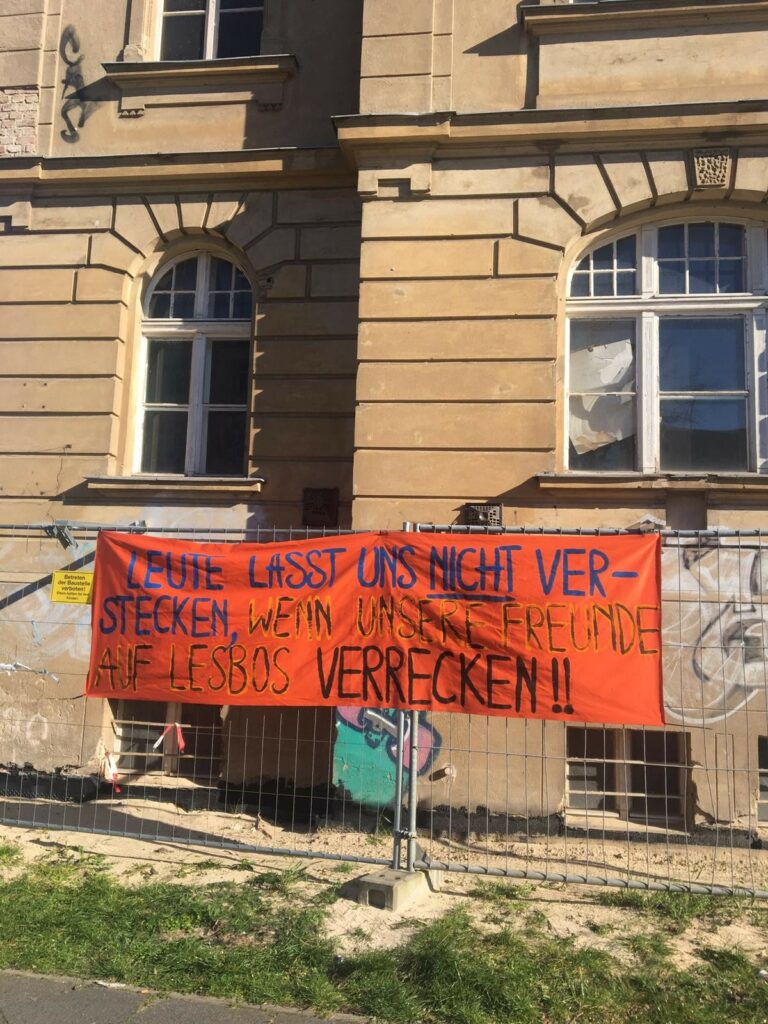 LEUTE LASST UNS NICHT VER-
STECKEN, WENN UNSERE FREUNDE
AUF LESBOS VERRECKEN!!
Betreten
der Baustelle
verboten!